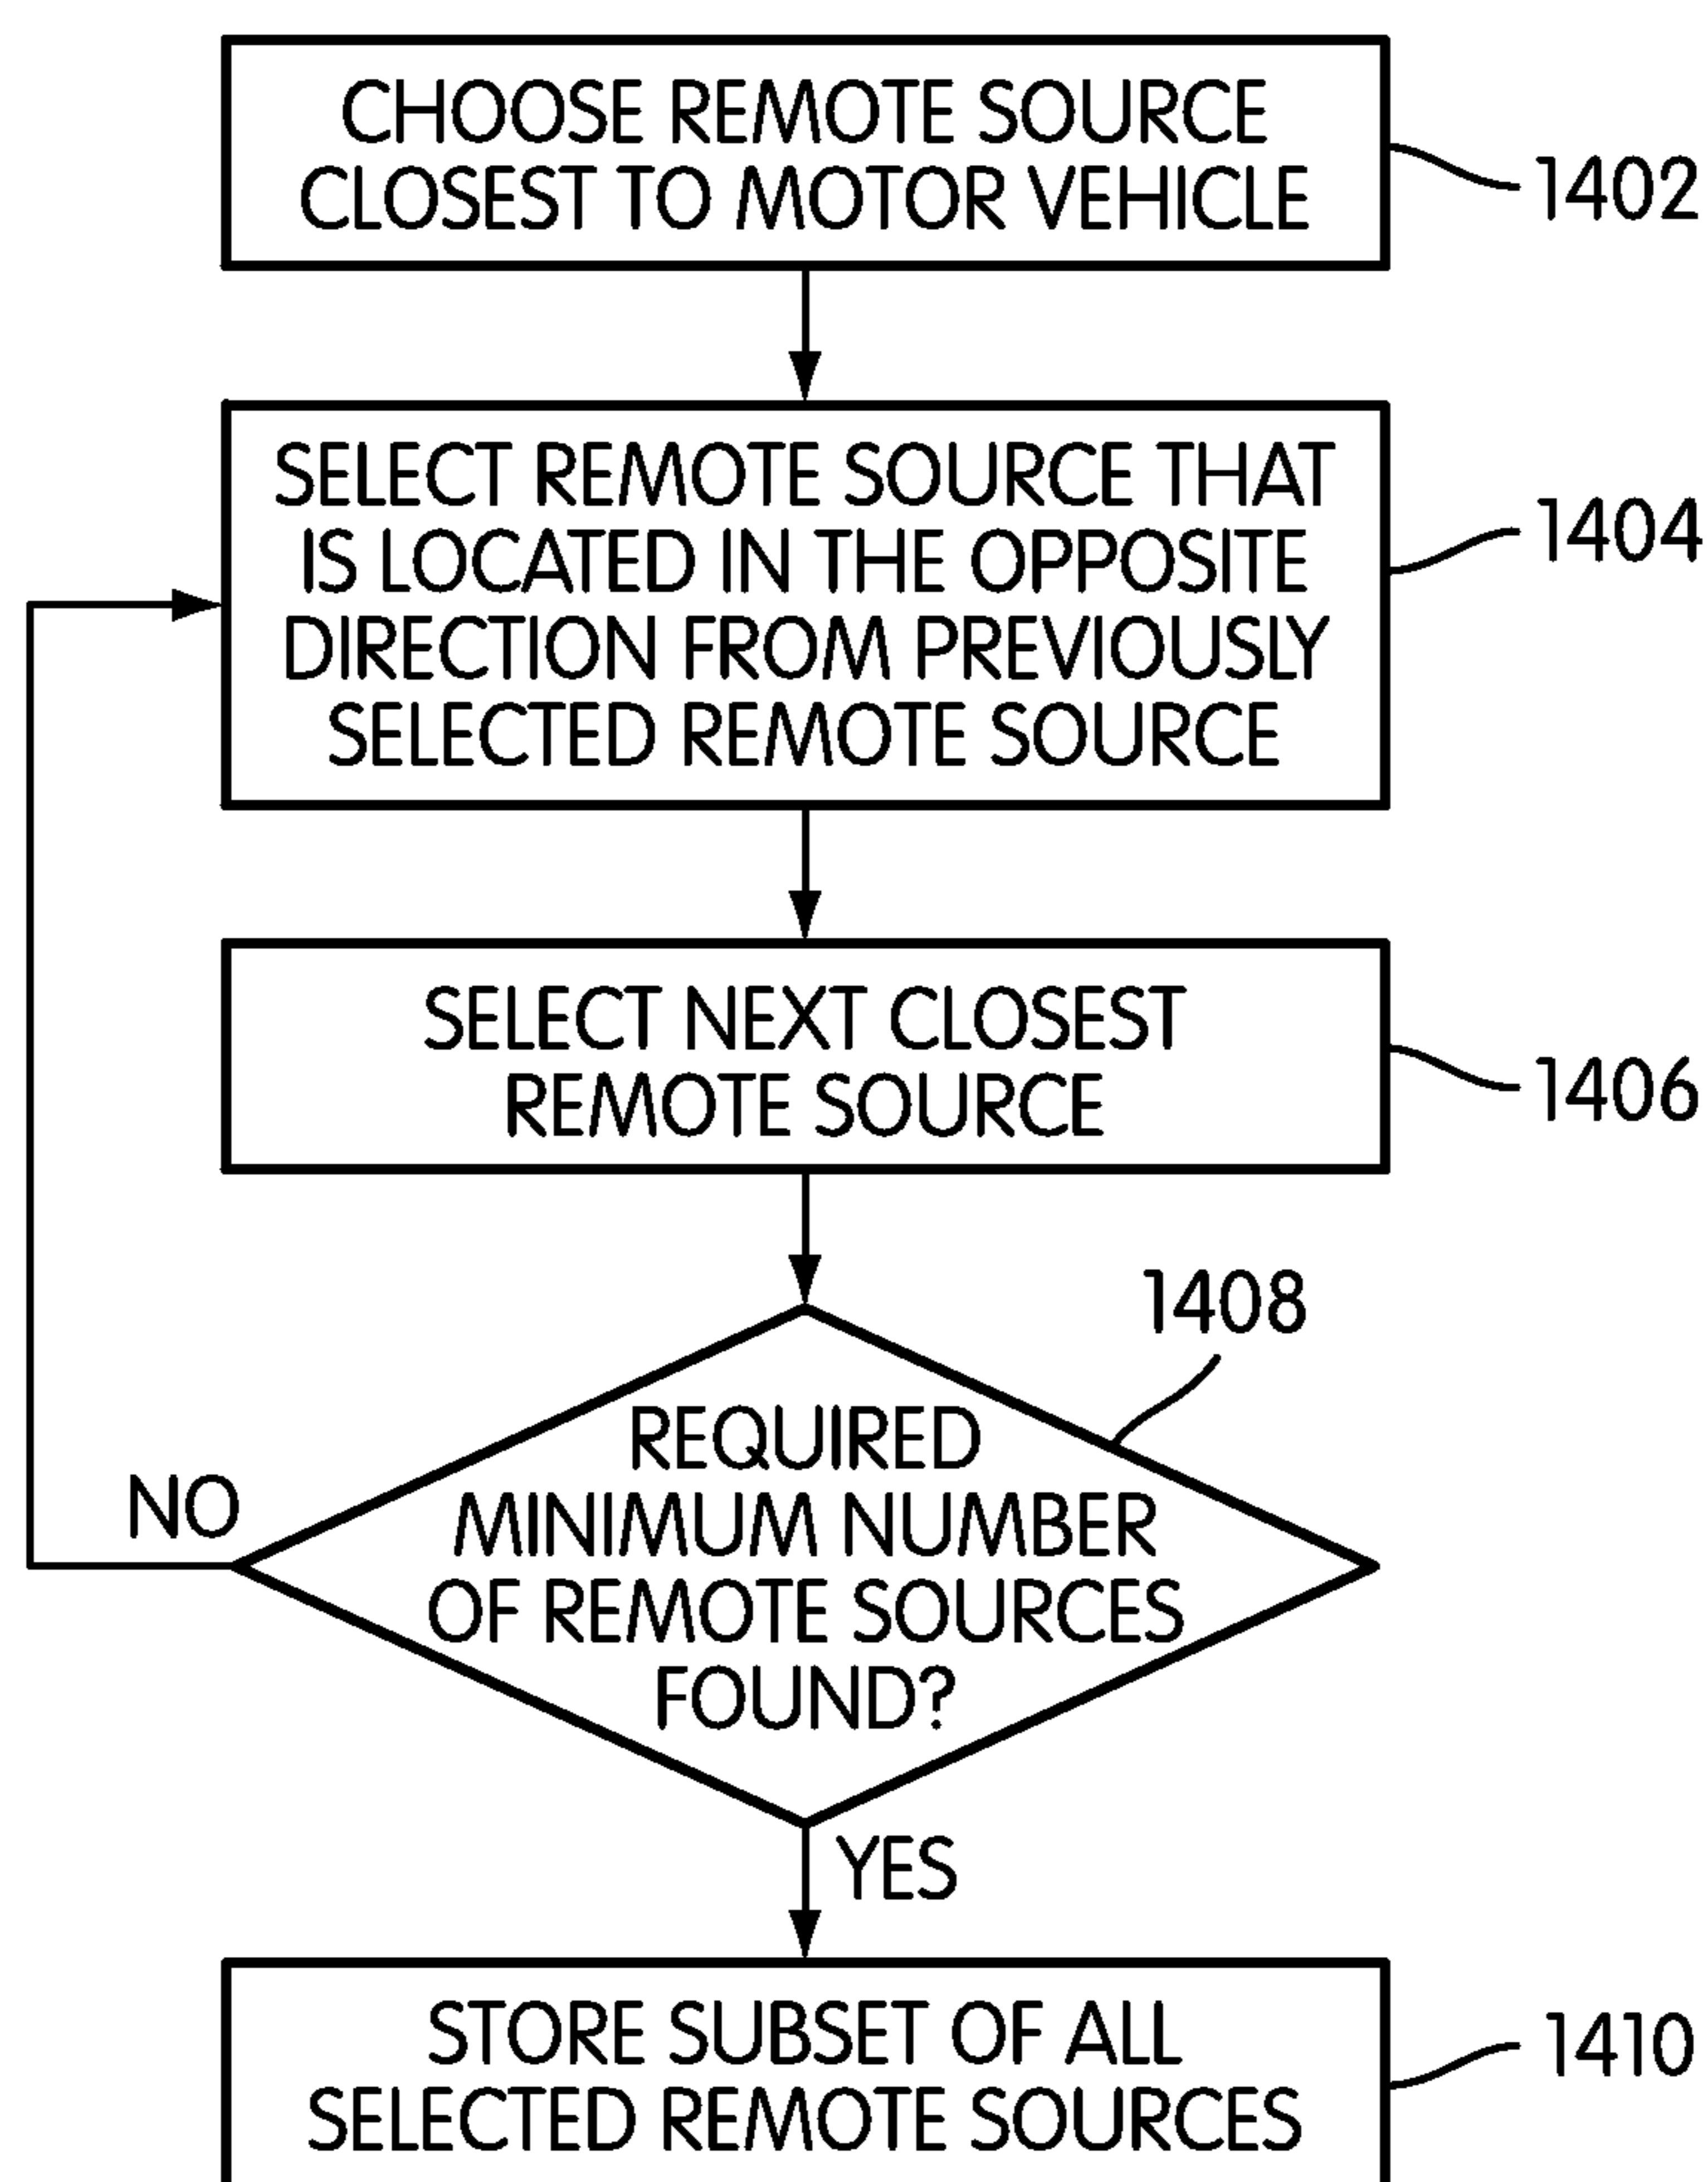 CHOOSE REMOTE SOURCE
CLOSEST TO MOTOR VEHICLE
1402
SELECT REMOTE SOURCE THAT
IS LOCATED IN THE OPPOSITE
DIRECTION FROM PREVIOUSLY
SELECTED REMOTE SOURCE
1404
SELECT NEXT CLOSEST
REMOTE SOURCE
1406
1408
REQUIRED
MINIMUM NUMBER
OF REMOTE SOURCES
FOUND?
NO
YES
STORE SUBSET OF ALL
SELECTED REMOTE SOURCES
1410